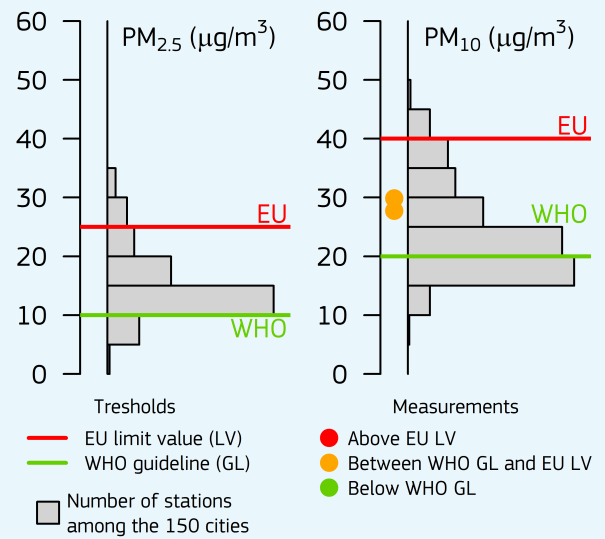 PM2.5 (μg/m³)
60
50
40
30
20
10
0
EU
WHO
PM10 (μg/m³)
60
50
40
30
20
10
0
EU
WHO
Tresholds
EU limit value (LV)
WHO guideline (GL)
Number of stations
among the 150 cities
Measurements
Above EU LV
Between WHO GL and EU LV
Below WHO GL